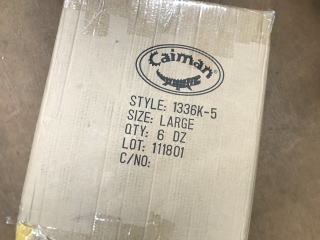 Caiman
STYLE: 1336K-5
SIZE: LARGE
QTY: 6 DZ
LOT: 111801
C/NO: